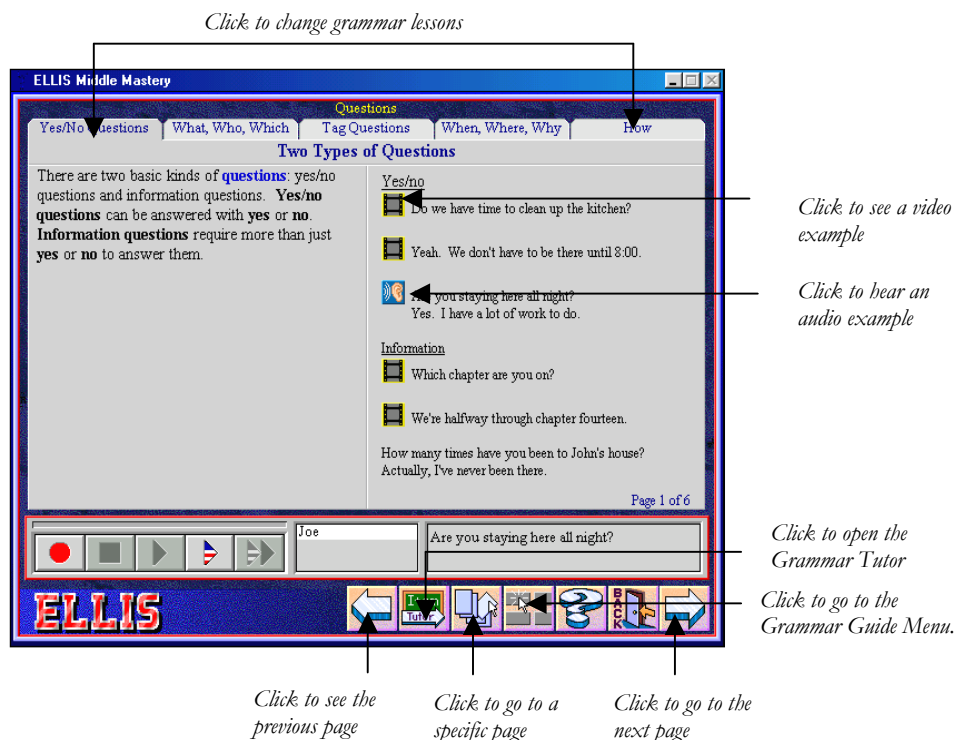 Click to change grammar lessons
ELLIS Middle Mastery
Questions
Yes/No Questions What, Who, Which Tag Questions When, Where, Why How
Two Types of Questions
There are two basic kinds of questions: yes/no
questions and information questions. Yes/no
questions can be answered with yes or no.
Information questions require more than just
yes or no to answer them.
Yes/no
Do we have time to clean up the kitchen?
Yeah. We don't have to be there until 8:00.
Are you staying here all night?
Yes. I have a lot of work to do.
Information
Which chapter are you on?
We're halfway through chapter fourteen.
How many times have you been to John's house?
Actually, I've never been there.
Page 1 of 6
Click to see a video
example
Click to hear an
audio example
Joe
Are you staying here all night?
Click to open the
Grammar Tutor
ELLIS
Tutor
BACK
Click to go to the
Grammar Guide Menu.
Click to see the
previous page
Click to go to a
specific page
Click to go to the
next page